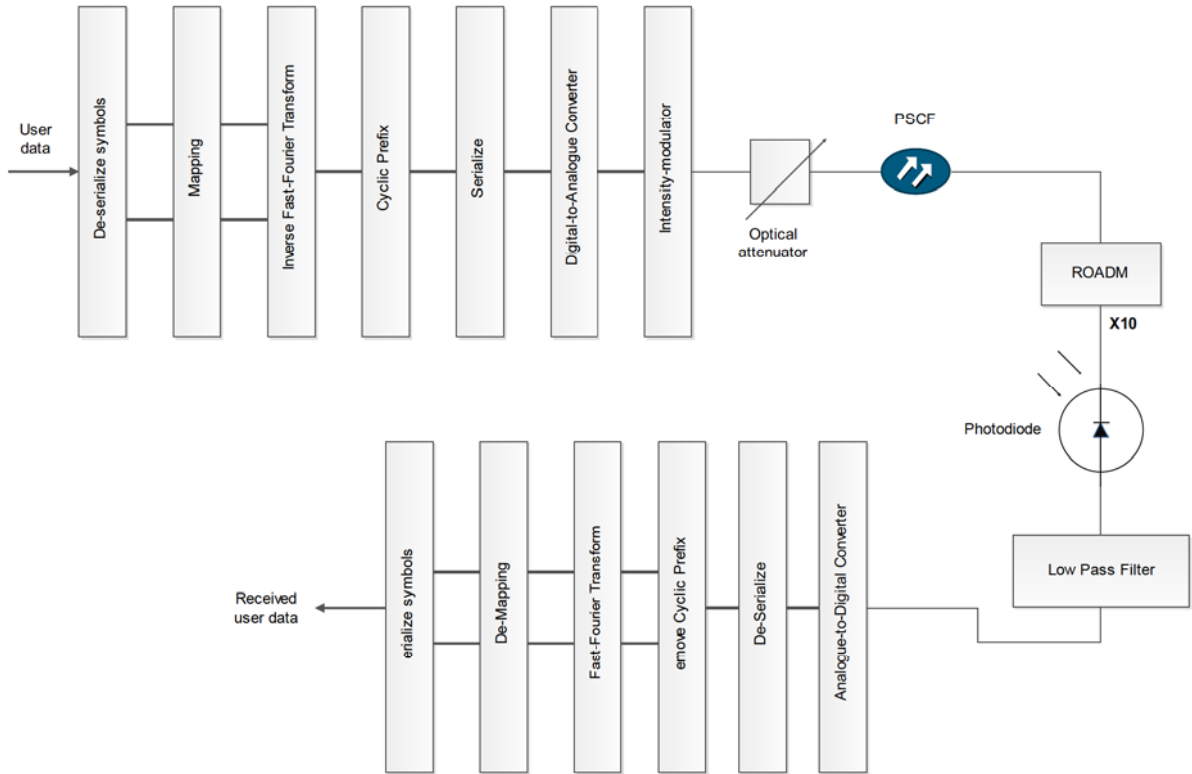 User
data
De-serialize symbols
Mapping
Inverse Fast-Fourier Transform
Cyclic Prefix
Serialize
Digital-to-Analogue Converter
Intensity-modulator
Optical
attenuator
PSCF
ROADM
X10
Photodiode
Low Pass Filter
Analogue-to-Digital Converter
De-Serialize
emove Cyclic Prefix
Fast-Fourier Transform
De-Mapping
erialize symbols
Received
user data